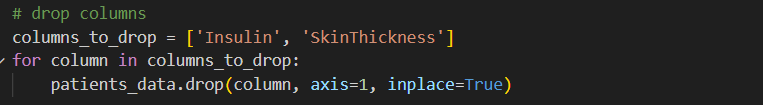 # drop columns
columns_to_drop = ['Insulin', 'SkinThickness']
for column in columns_to_drop:
    patients_data.drop(column, axis=1, inplace=True)